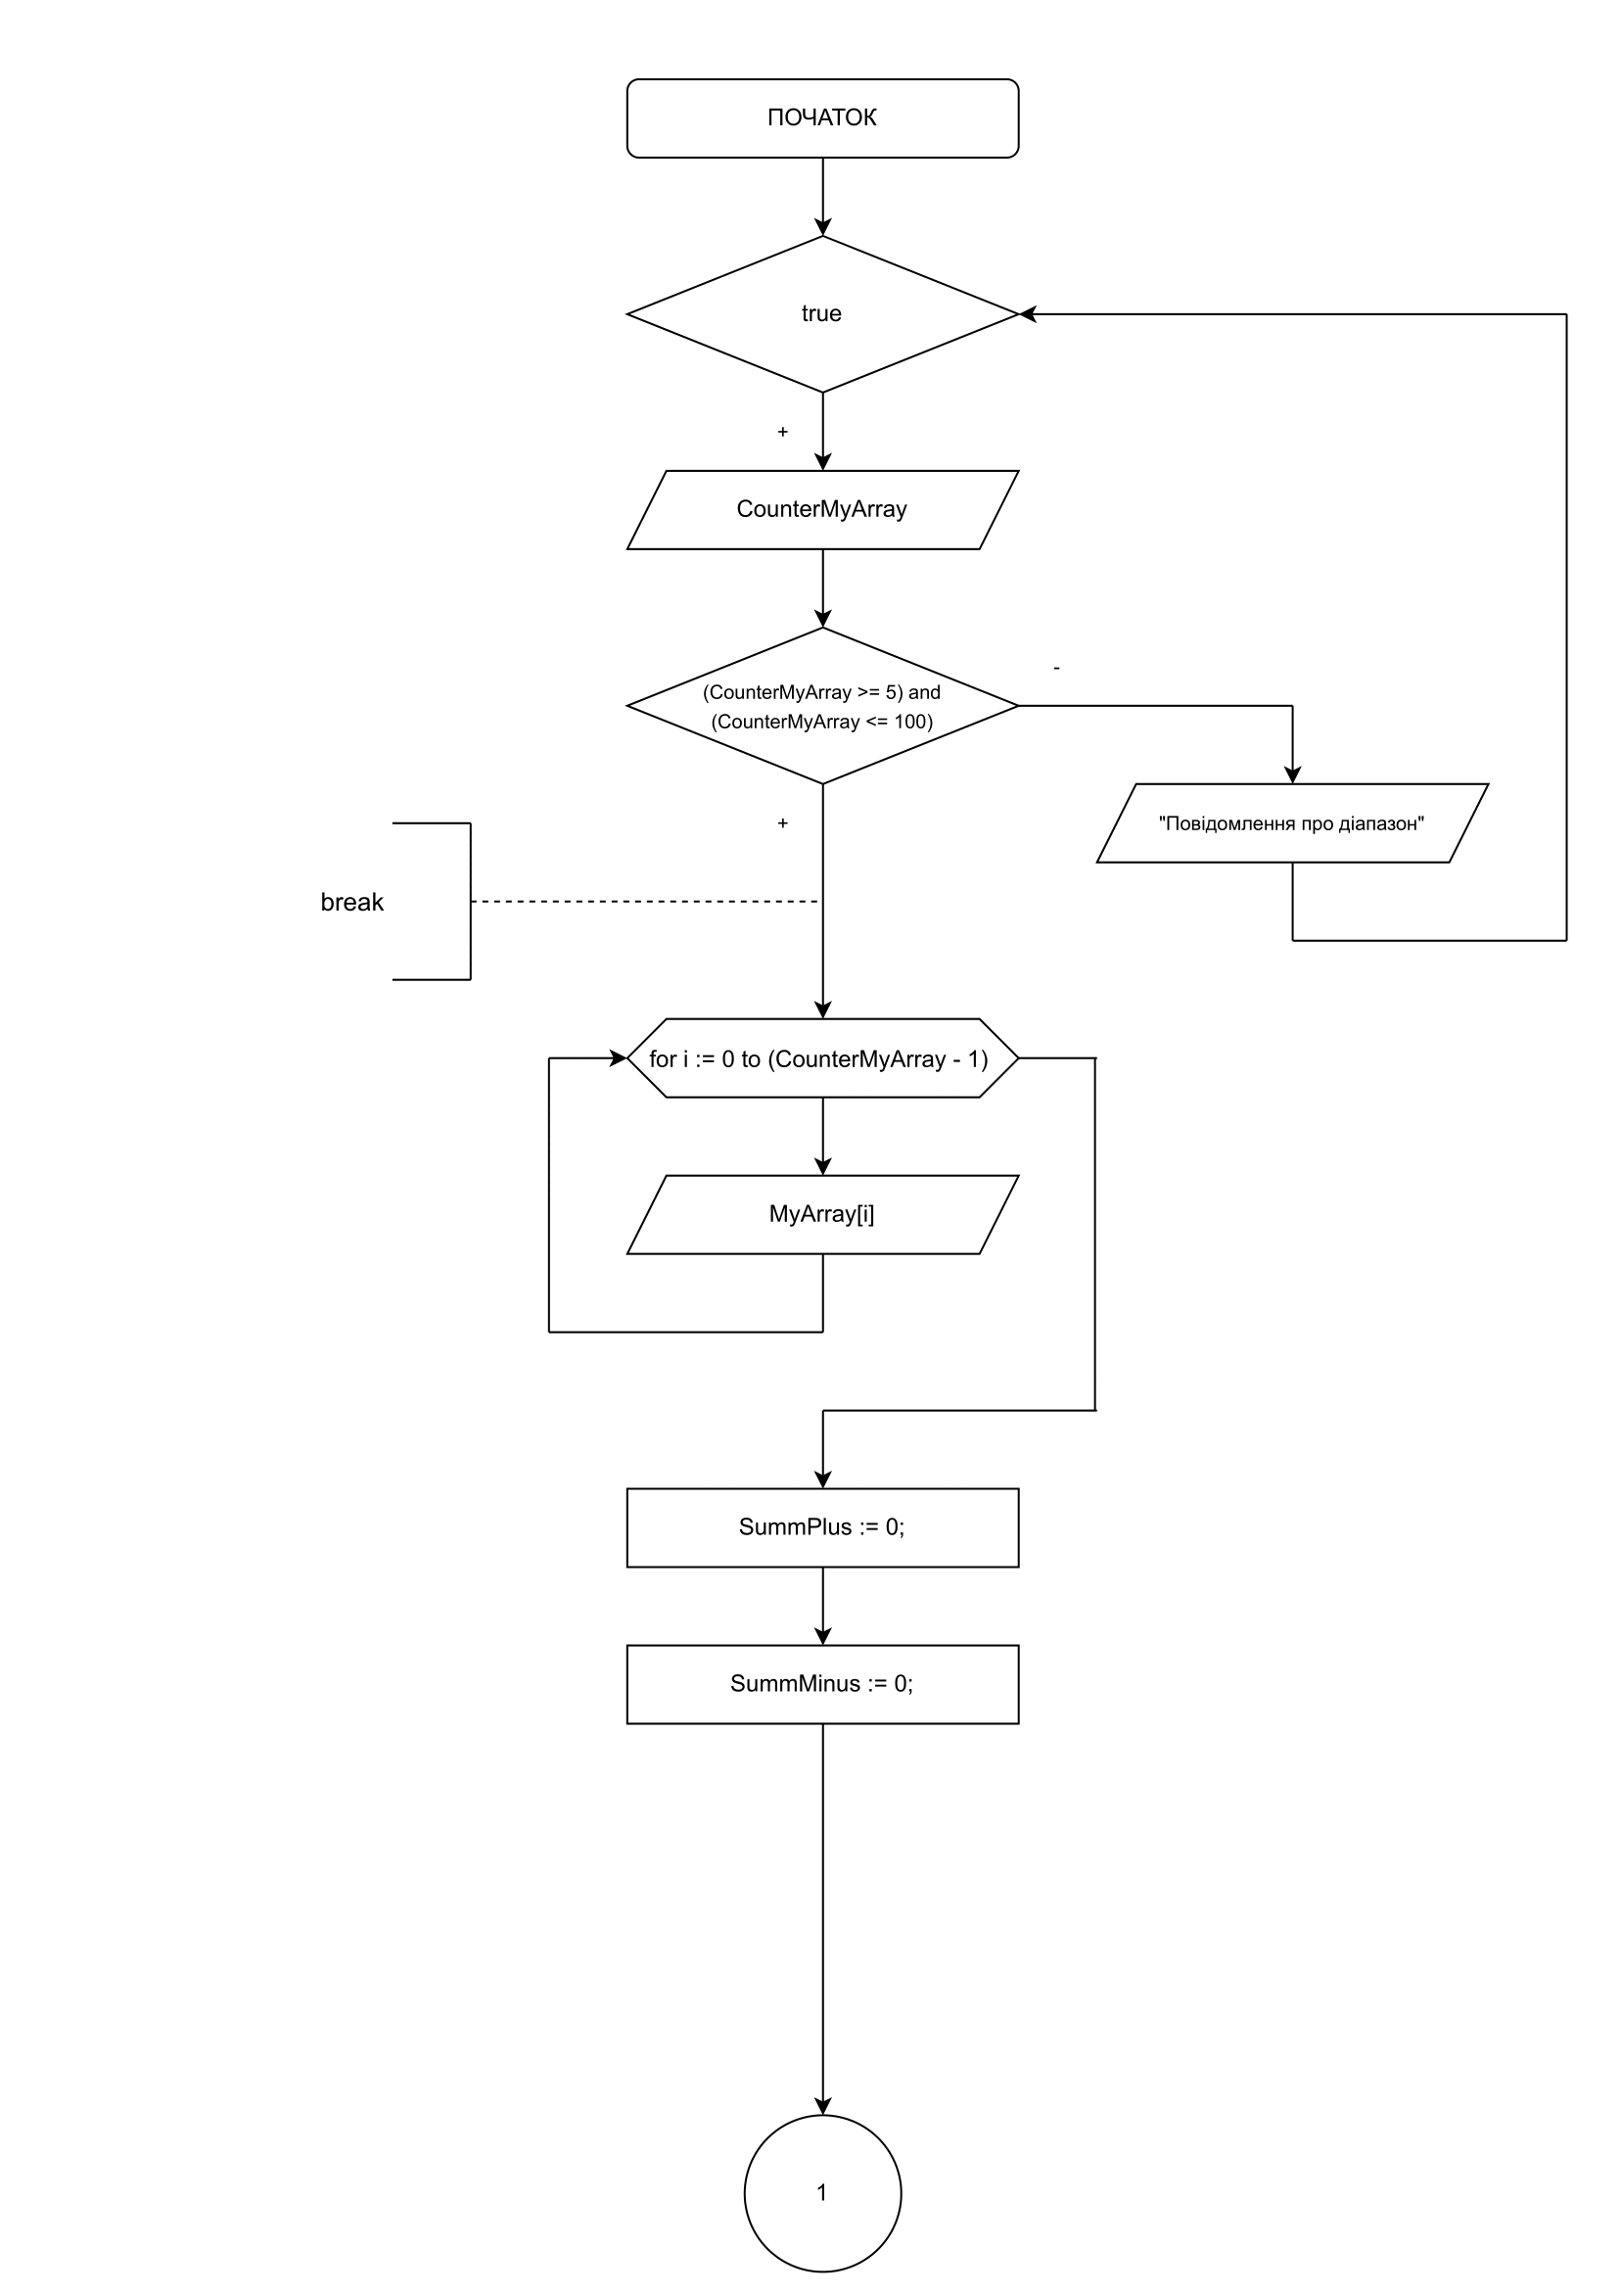 ПОЧАТОК
true
+
CounterMyArray
-
(CounterMyArray >= 5) and
(CounterMyArray <= 100)
+
"Повідомлення про діапазон"
break
for i := 0 to (CounterMyArray - 1)
MyArray[i]
SummPlus := 0;
SummMinus := 0;
1